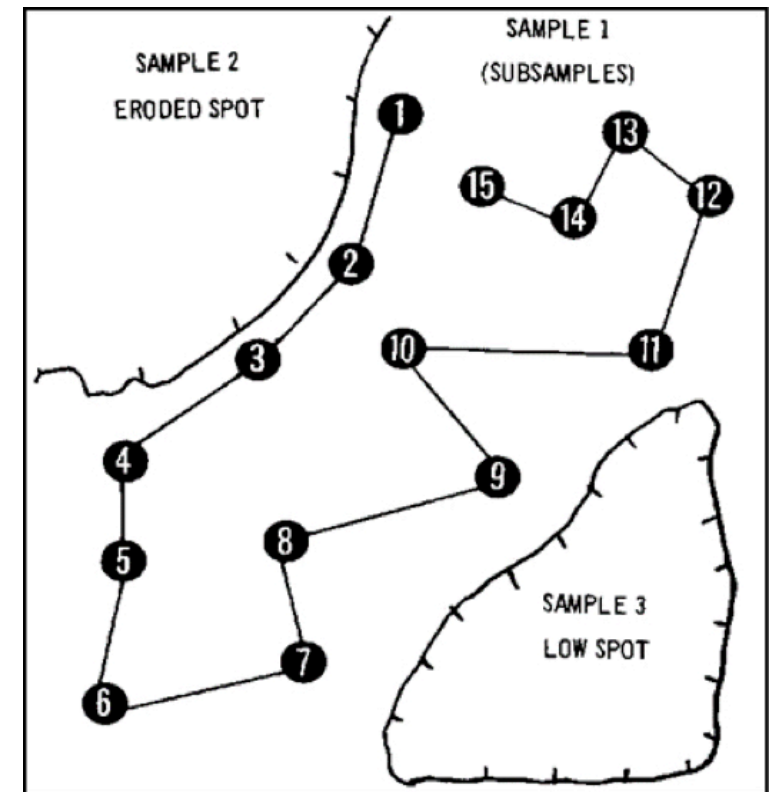 SAMPLE 2
ERODED SPOT
SAMPLE 1
(SUBSAMPLES)
1
13
15
14
12
2
3
10
11
4
9
5
8
SAMPLE 3
LOW SPOT
7
6